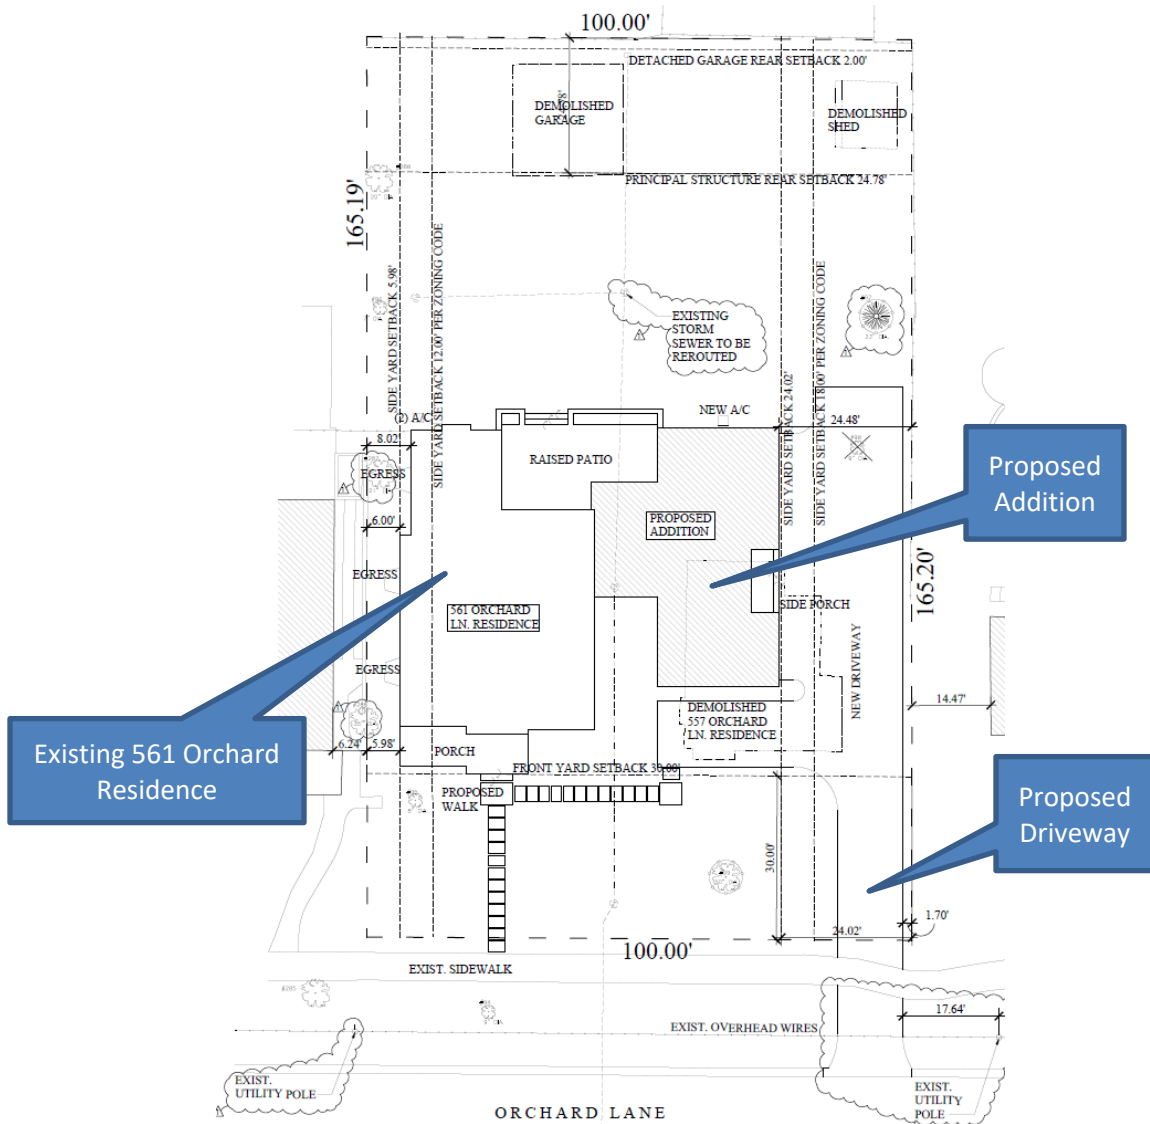 100.00'
DETACHED GARAGE REAR SETBACK 2.00'
DEMOLISHED
GARAGE
DEMOLISHED
SHED
PRINCIPAL STRUCTURE REAR SETBACK 24.78'
165.19'
SIDE YARD SETBACK 5.98'
SIDE YARD SETBACK 12.00' PER ZONING CODE
EXISTING
STORM
SEWER TO BE
REROUTED
SIDE YARD SETBACK 24.02'
SIDE YARD SETBACK 18.00' PER ZONING CODE
(2) A/C
NEW A/C
24.48'
8.02'
EGRESS
RAISED PATIO
Proposed
Addition
6.00'
PROPOSED
ADDITION
EGRESS
165.20'
561 ORCHARD
LN. RESIDENCE
SIDE PORCH
NEW DRIVEWAY
EGRESS
14.47'
DEMOLISHED
557 ORCHARD
LN. RESIDENCE
Existing 561 Orchard
Residence
6.24'
5.98'
PORCH
FRONT YARD SETBACK 30.00'
PROPOSED
WALK
Proposed
Driveway
30.00'
1.70'
24.02'
100.00'
EXIST. SIDEWALK
17.64'
EXIST. OVERHEAD WIRES
EXIST.
UTILITY POLE
EXIST.
UTILITY
POLE
ORCHARD LANE